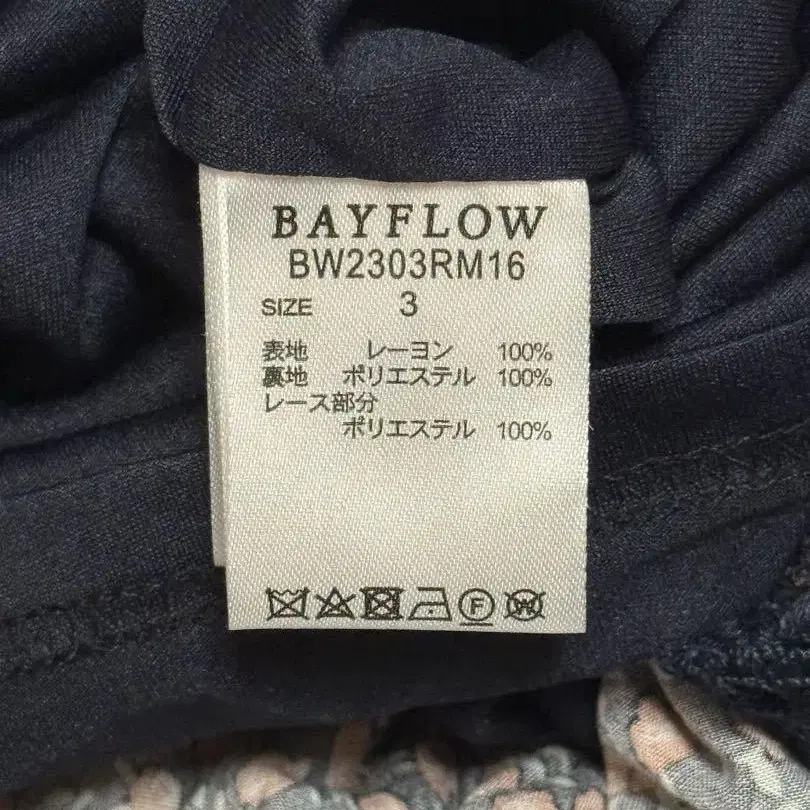 BAYFLOW
BW2303RM16
SIZE 3
表地 レーヨン 100%
裏地 ポリエステル 100%
レース部分
ポリエステル 100%
F W